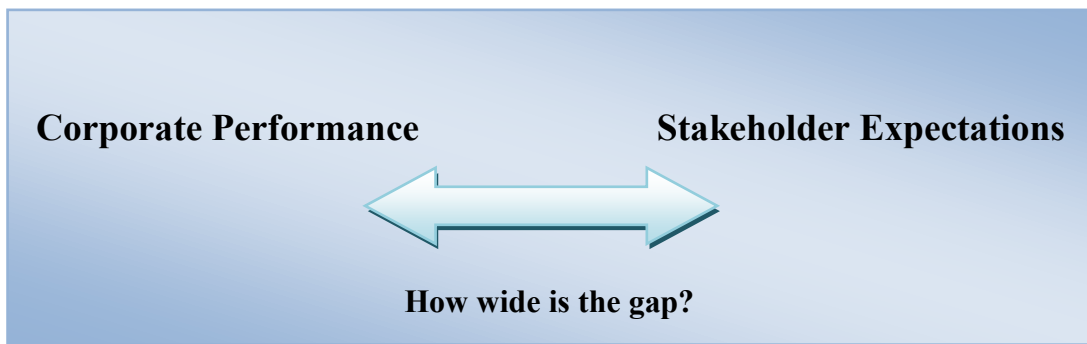 Corporate Performance Stakeholder Expectations
How wide is the gap?